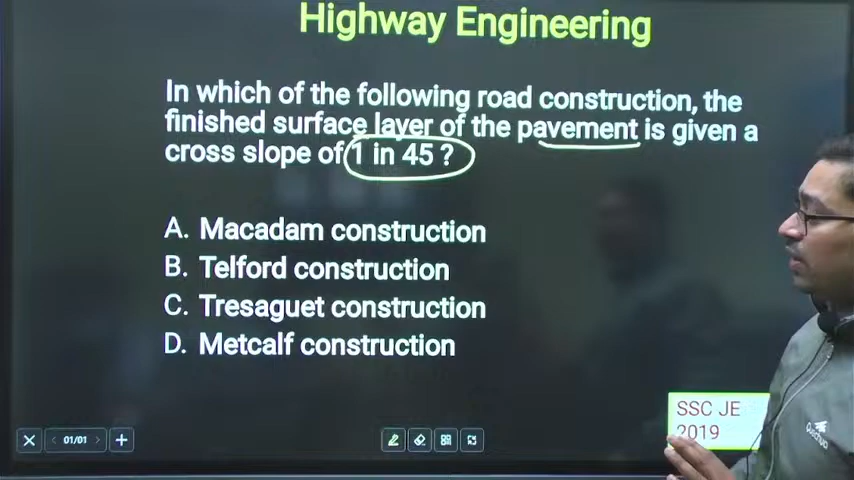 Highway Engineering
In which of the following road construction, the
finished surface layer of the pavement is given a
cross slope of 1 in 45 ?
A. Macadam construction
B. Telford construction
C. Tresaguet construction
D. Metcalf construction
SSC JE
2019
01/01
Quechua